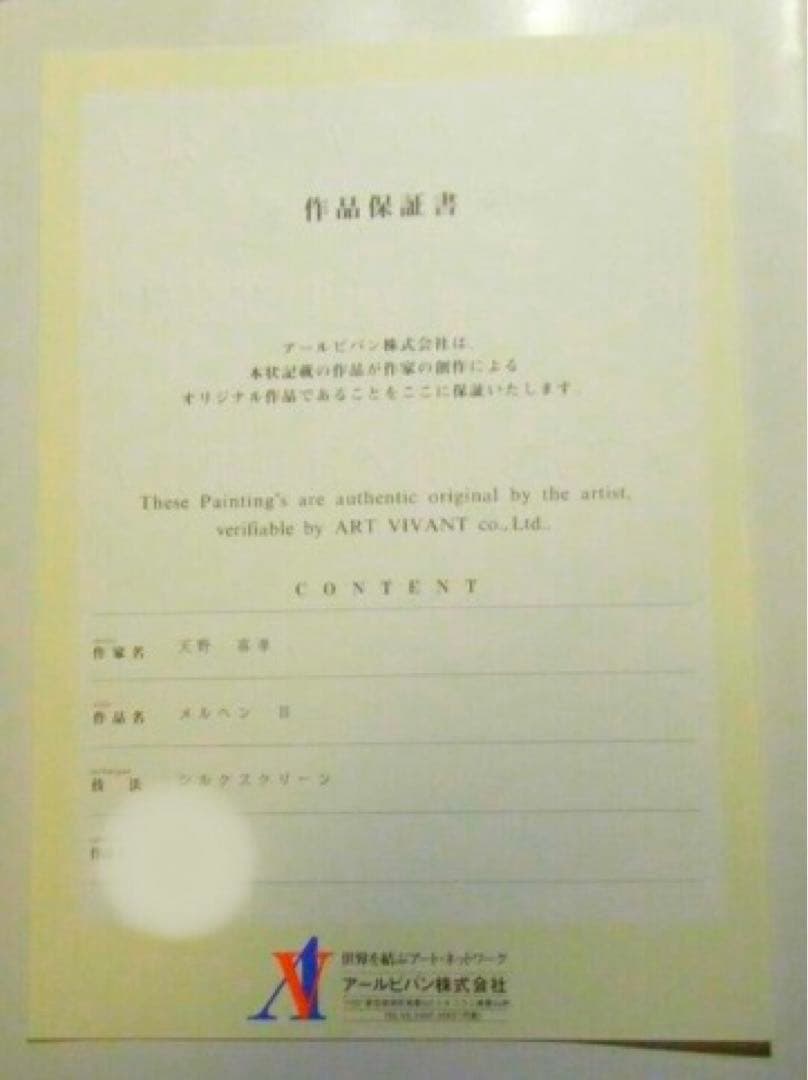 作品保証書
アールビバン株式会社は、
本状記載の作品が作家の創作による
オリジナル作品であることをここに保証いたします。
These Painting's are authentic original by the artist,
verifiable by ART VIVANT co.,Ltd..
CONTENT
作家名 天野 喜孝
作品名 メルヘン II
技法 シルクスクリーン
作
世界を結ぶアート・ネットワーク
アールビバン株式会社